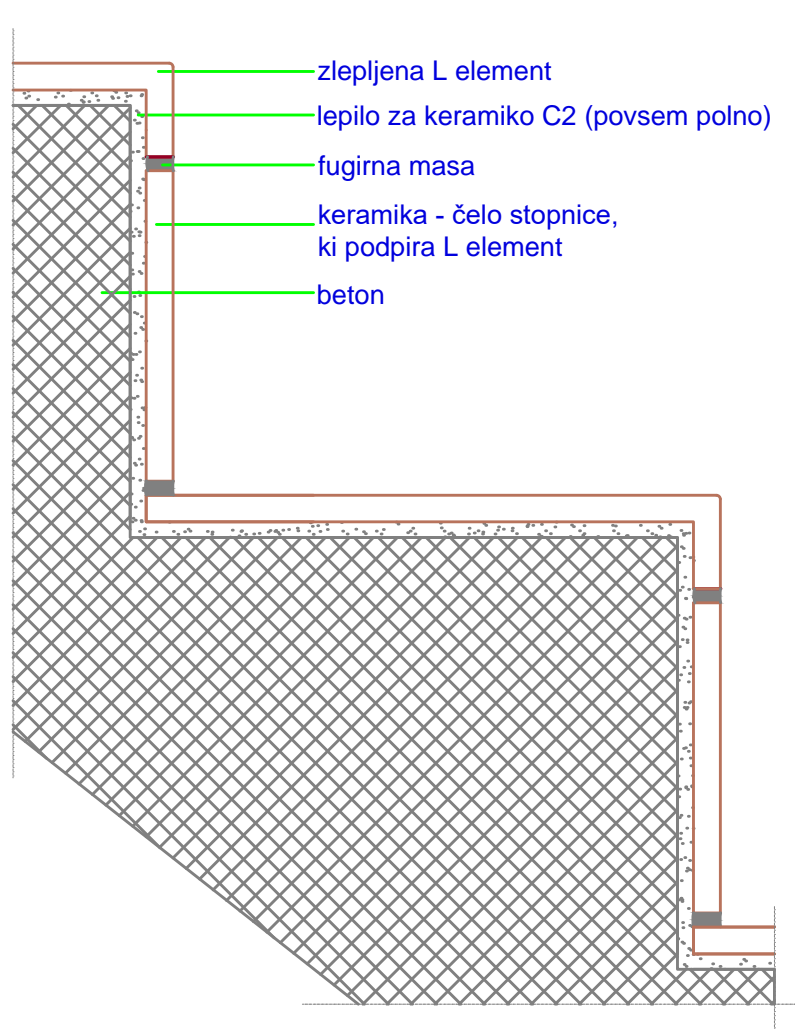 zlepljena L element
lepilo za keramiko C2 (povsem polno)
fugirna masa
keramika - čelo stopnice,
ki podpira L element
beton